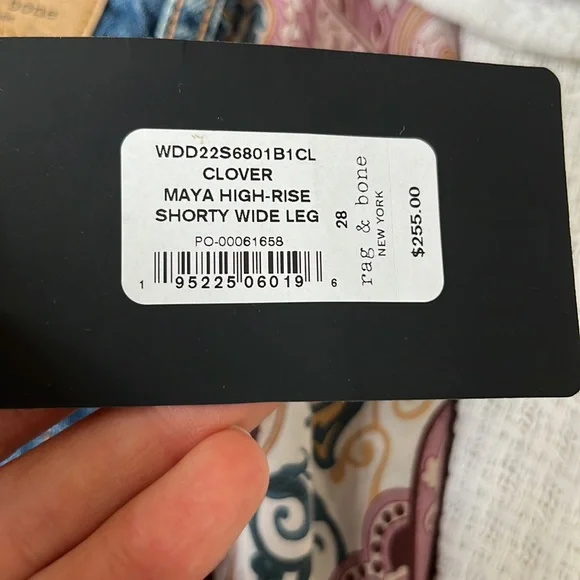 & bone
WDD22S6801B1CL
CLOVER
MAYA HIGH-RISE
SHORTY WIDE LEG
PO-00061658
1 95225 06019 6
28
rag & bone
NEW YORK
$255.00